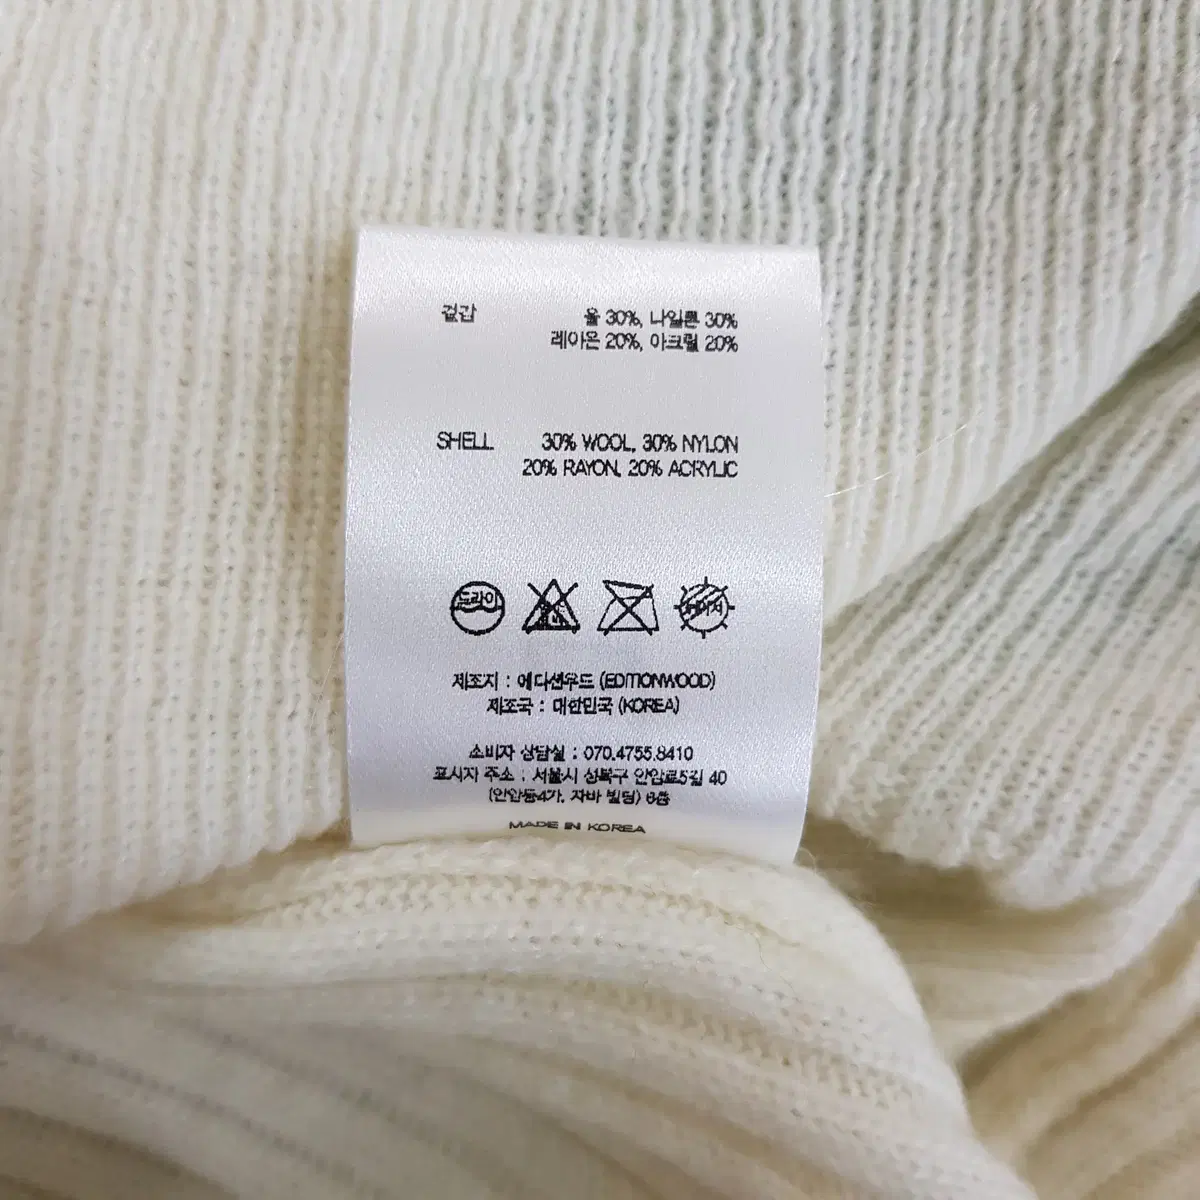 겉감
울 30%, 나일론 30%
레이온 20%, 아크릴 20%
SHELL
30% WOOL, 30% NYLON
20% RAYON, 20% ACRYLIC
드라이
제조지 : 에디션우드 (EDITIONWOOD)
제조국 : 대한민국 (KOREA)
소비자 상담실 : 070.4755.8410
표시자 주소 : 서울시 성북구 안암로5길 40
(안암동4가, 자바 빌딩) 6층
MADE IN KOREA